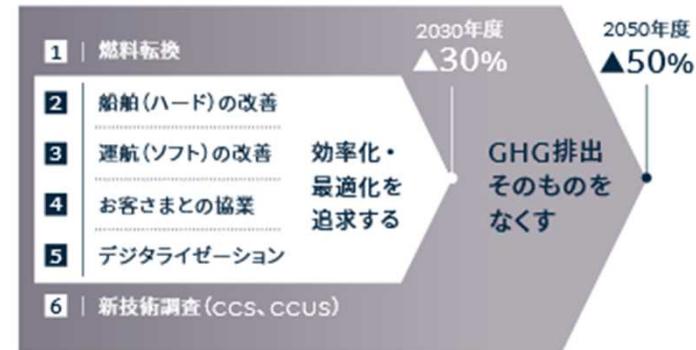 2030年度
▲30%
2050年度
▲50%
1 | 燃料転換
2 船舶(ハード)の改善
3 運航(ソフト)の改善
4 お客さまとの協業
5 デジタライゼーション
6 | 新技術調査(CCS、CCUS)
効率化・
最適化を
追求する
GHG排出
そのものを
なくす